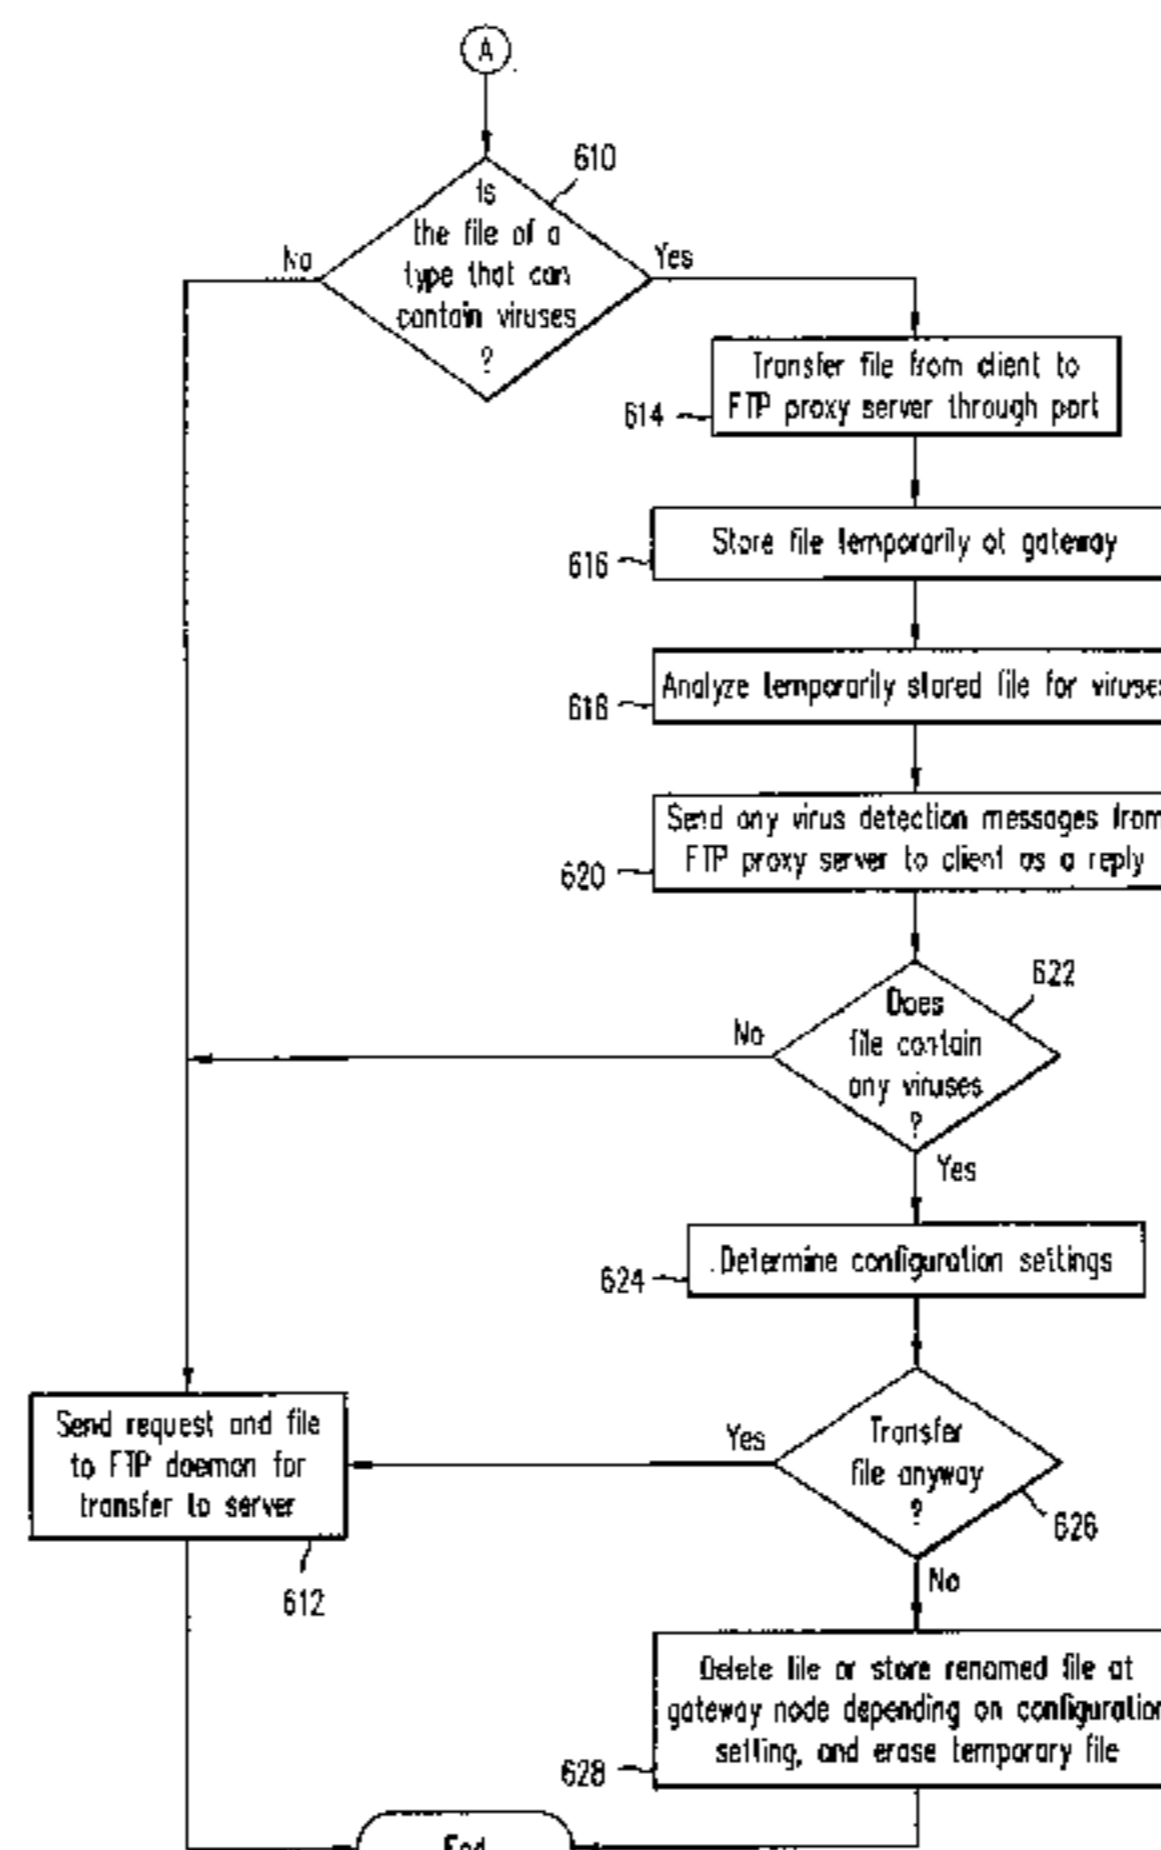 A
610
Is
the file of a
type that can
contain viruses
?
No
Yes
Transfer file from client to
FTP proxy server through port
614
Store file temporarily at gateway
616
Analyze temporarily stored file for viruses
618
Send any virus detection messages from
FTP proxy server to client as a reply
620
622
Does
file contain
any viruses
?
No
Yes
Determine configuration settings
624
Send request and file
to FTP daemon for
transfer to server
612
Transfer
file anyway
?
Yes
626
No
Delete file or store renamed file at
gateway node depending on configuration
setting, and erase temporary file
628
End